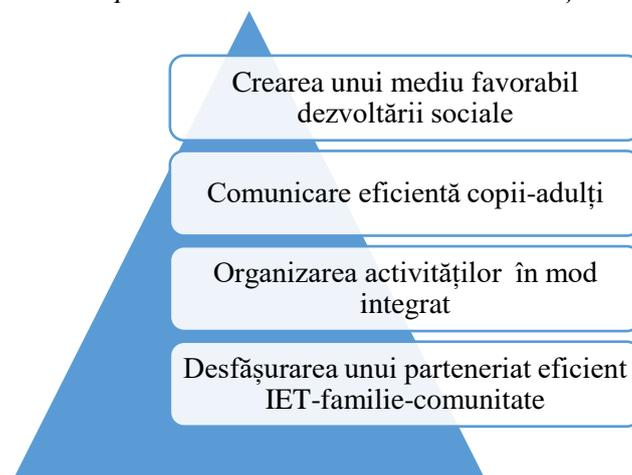 Crearea unui mediu favorabil
dezvoltării sociale
Comunicare eficientă copii-adulți
Organizarea activităților în mod
integrat
Desfășurarea unui parteneriat eficient
IET-familie-comunitate